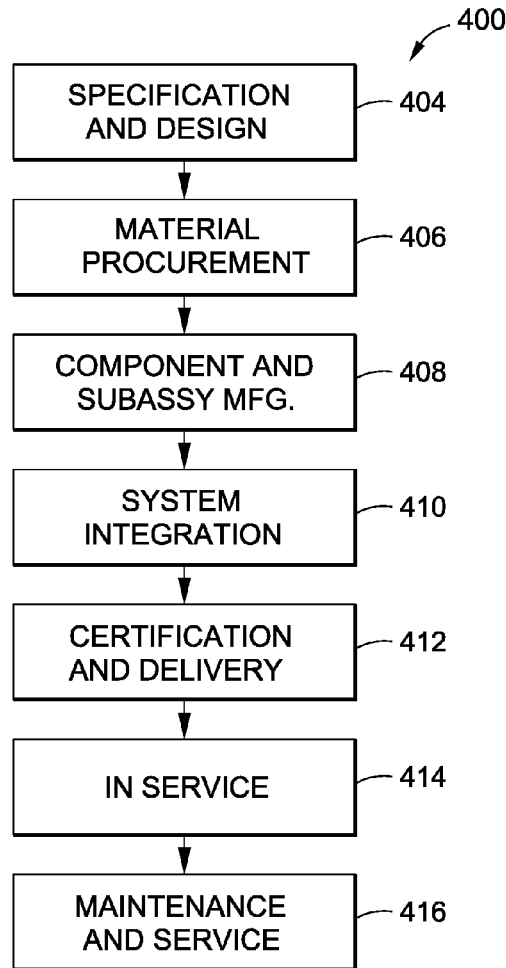 400
SPECIFICATION
AND DESIGN
404
MATERIAL
PROCUREMENT
406
COMPONENT AND
SUBASSY MFG.
408
SYSTEM
INTEGRATION
410
CERTIFICATION
AND DELIVERY
412
IN SERVICE
414
MAINTENANCE
AND SERVICE
416